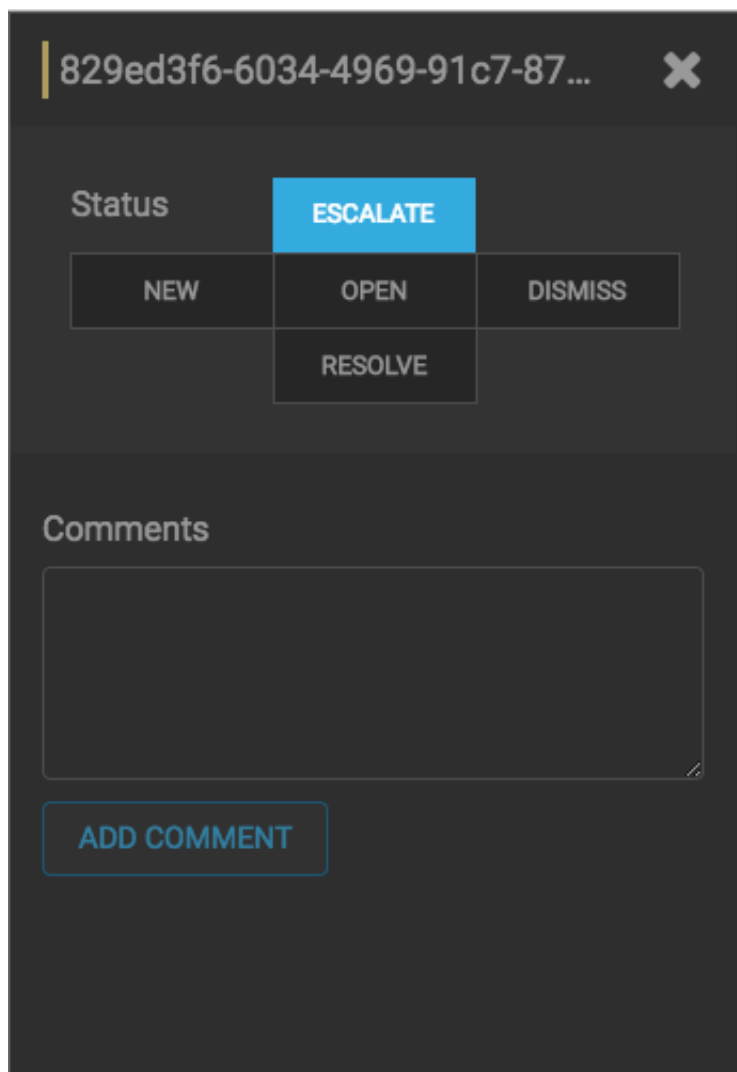 829ed3f6-6034-4969-91c7-87...
Status
ESCALATE
NEW OPEN DISMISS
RESOLVE
Comments
ADD COMMENT